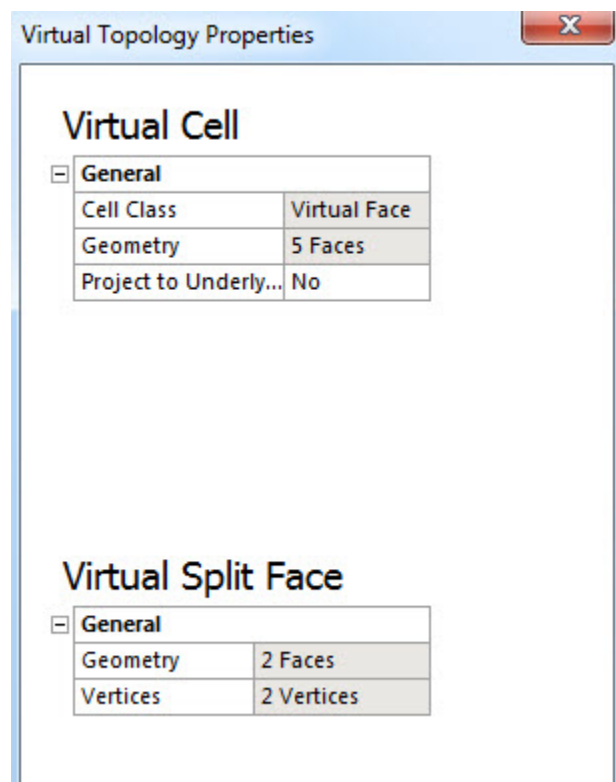 Virtual Topology Properties
Virtual Cell
General
Cell Class Virtual Face
Geometry 5 Faces
Project to Underly... No
Virtual Split Face
General
Geometry 2 Faces
Vertices 2 Vertices